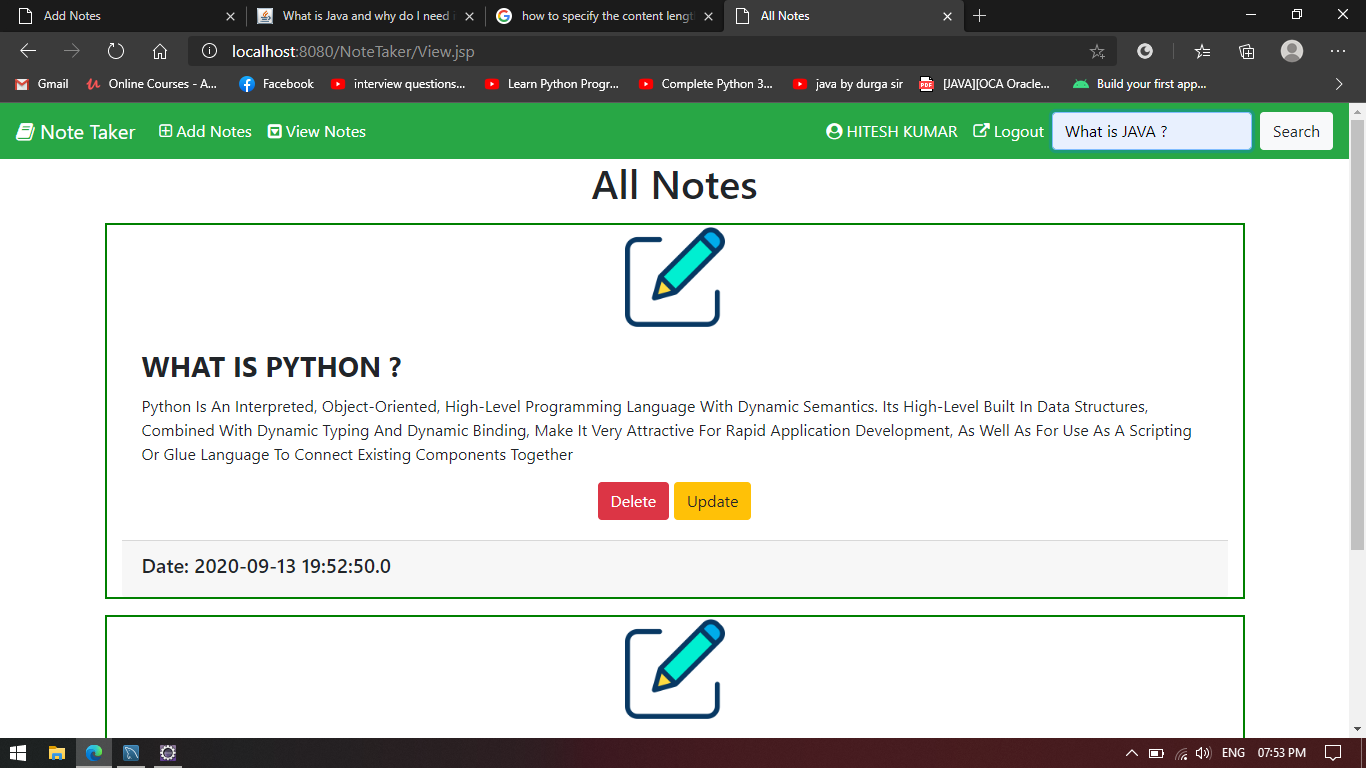 Add Notes
What is Java and why do I need i
how to specify the content lengt
All Notes
localhost:8080/NoteTaker/View.jsp
Gmail
Online Courses - A...
Facebook
interview questions...
Learn Python Progr...
Complete Python 3...
java by durga sir
PDF
[JAVA][OCA Oracle...
Build your first app...
Note Taker
Add Notes
View Notes
HITESH KUMAR
Logout
What is JAVA ?
Search
All Notes
WHAT IS PYTHON ?
Python Is An Interpreted, Object-Oriented, High-Level Programming Language With Dynamic Semantics. Its High-Level Built In Data Structures,
Combined With Dynamic Typing And Dynamic Binding, Make It Very Attractive For Rapid Application Development, As Well As For Use As A Scripting
Or Glue Language To Connect Existing Components Together
Delete
Update
Date: 2020-09-13 19:52:50.0
ENG
07:53 PM